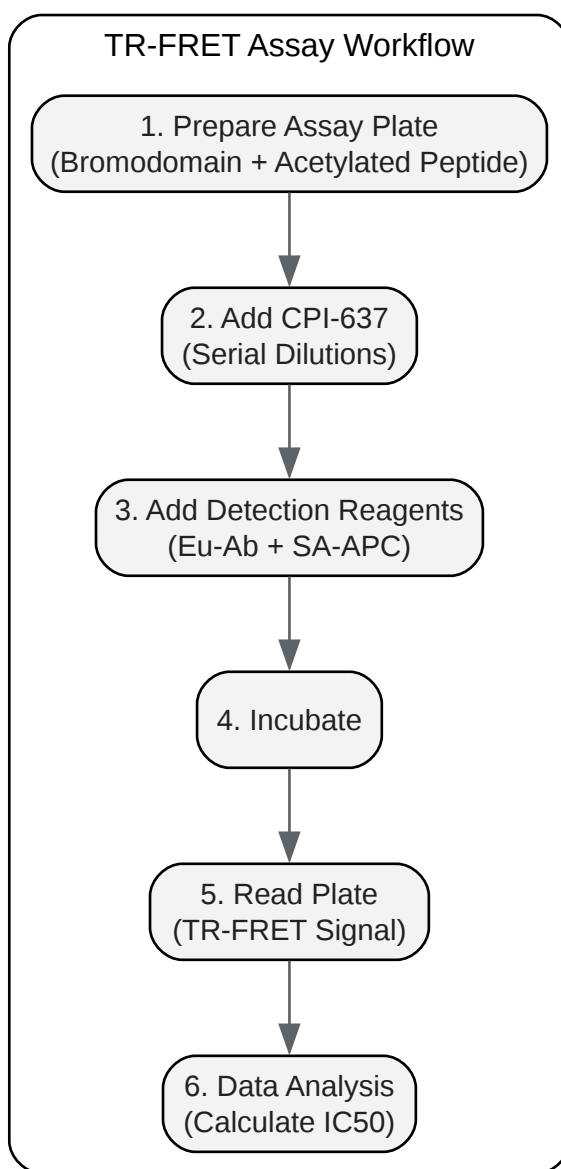 TR-FRET Assay Workflow
1. Prepare Assay Plate
(Bromodomain + Acetylated Peptide)
2. Add CPI-637
(Serial Dilutions)
3. Add Detection Reagents
(Eu-Ab + SA-APC)
4. Incubate
5. Read Plate
(TR-FRET Signal)
6. Data Analysis
(Calculate IC50)